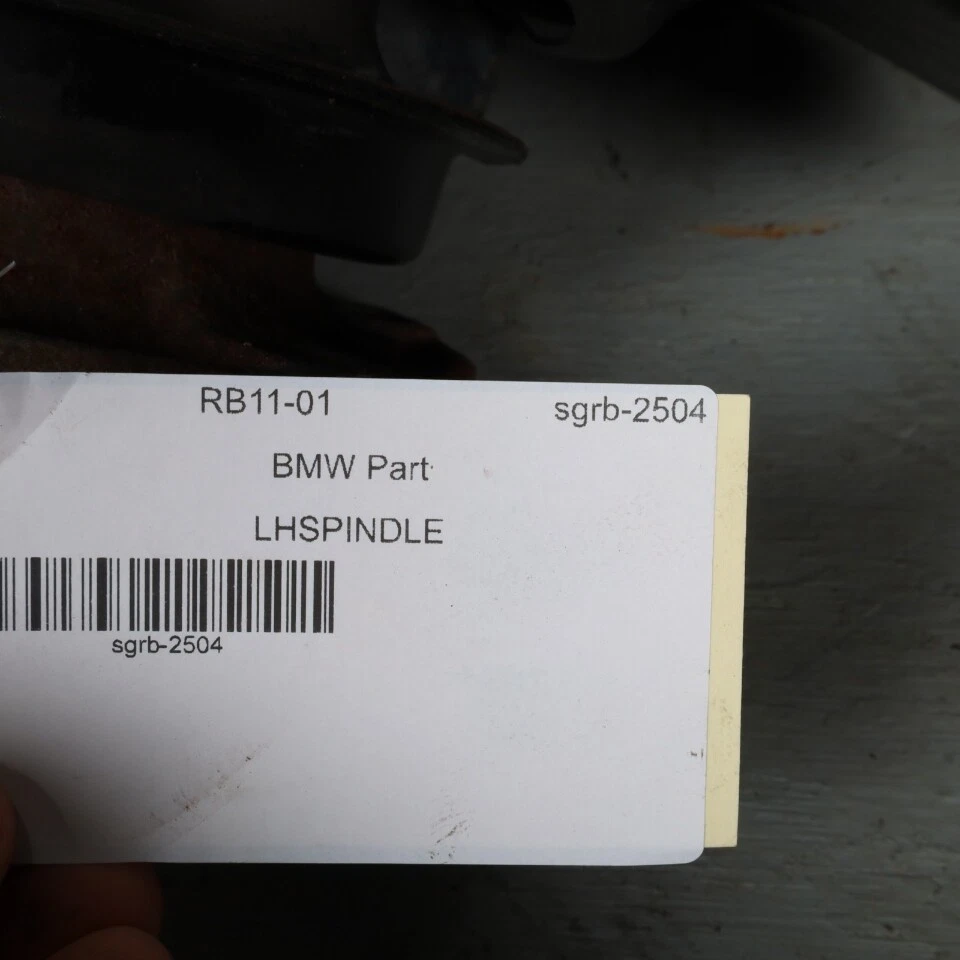 RB11-01 sgrb-2504
BMW Part
LHSPINDLE
sgrb-2504